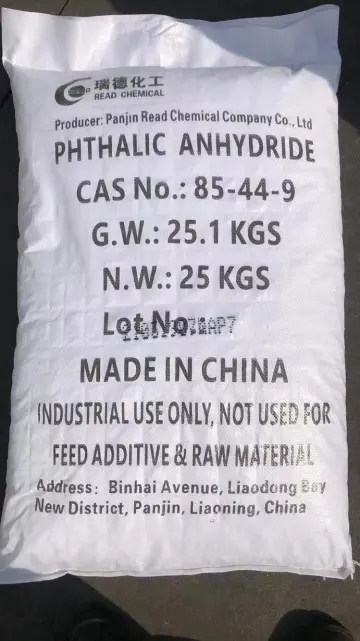 瑞德化工
READ CHEMICAL
Producer: Panjin Read Chemical Company Co., Ltd
PHTHALIC ANHYDRIDE
CAS No.: 85-44-9
G.W.: 25.1 KGS
N.W.: 25 KGS
Lot No.:
MADE IN CHINA
INDUSTRIAL USE ONLY, NOT USED FOR
FEED ADDITIVE & RAW MATERIAL
Address: Binhai Avenue, Liaodong Bay
New District, Panjin, Liaoning, China